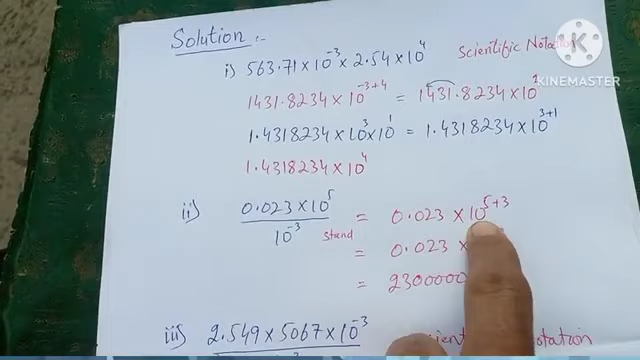 Solution :-
i) 563.71 × 10⁻³ × 2.54 × 10⁴ Scientific Notation
KINEMASTER
1431.8234 × 10⁻³⁺⁴ = 1431.8234 × 10¹
1.4318234 × 10³ × 10¹ = 1.4318234 × 10³⁺¹
1.4318234 × 10⁴
ii) 0.023 × 10⁵ / 10⁻³ = 0.023 × 10⁵⁺³
Stand = 0.023 ×
= 2300000
iii) 2.549 × 5067 × 10⁻³